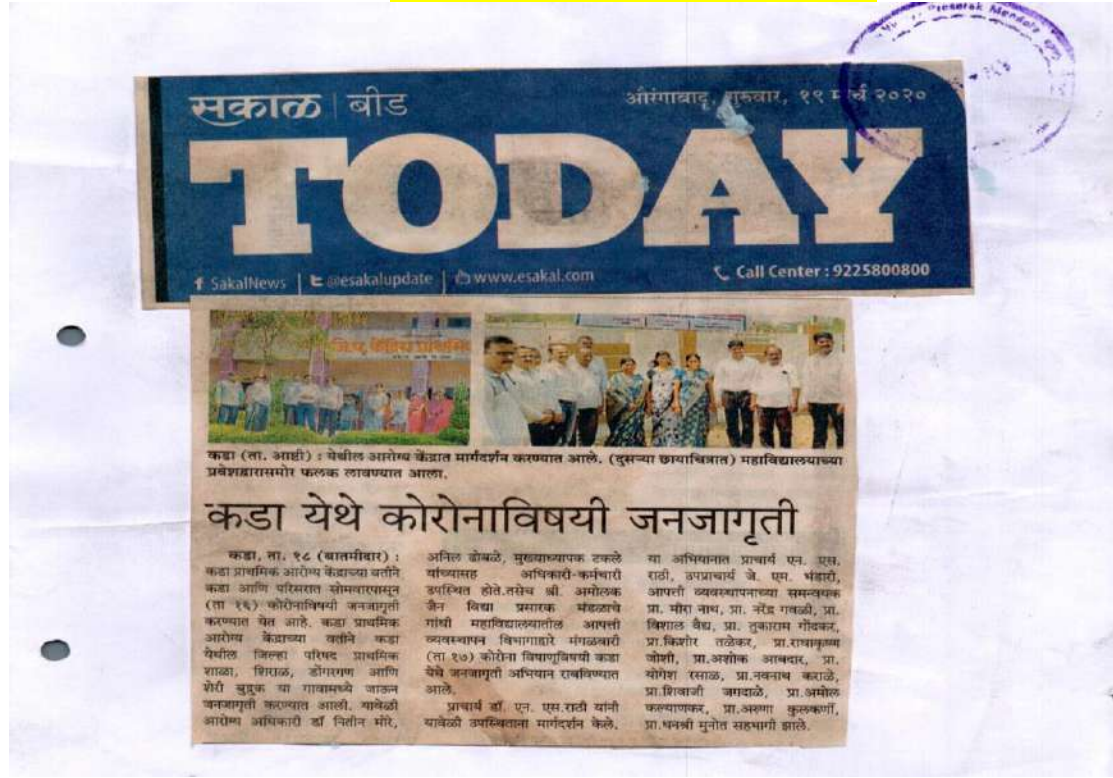 Prasarak Mandal's
सकाळ | बीड
औरंगाबाद, गुरुवार, १९ मार्च २०२०
TODAY
SakalNews | @esakalupdate | www.esakal.com
Call Center : 9225800800
प्राथमिक
कडा (ता. आष्टी) : येथील आरोग्य केंद्रात मार्गदर्शन करण्यात आले. (दुसऱ्या छायाचित्रात) महाविद्यालयाच्या
प्रवेशद्वारासमोर फलक लावण्यात आला.
कडा येथे कोरोनाविषयी जनजागृती
कडा, ता. १८ (बातमीदार) :
कडा प्राथमिक आरोग्य केंद्राच्या वतीने
कडा आणि परिसरात सोमवारपासून
(ता १६) कोरोनाविषयी जनजागृती
करण्यात येत आहे. कडा प्राथमिक
आरोग्य केंद्राच्या वतीने कडा
येथील जिल्हा परिषद प्राथमिक
शाळा, शिराळ, डोंगरगण आणि
शेरी बुद्रुक या गावामध्ये जाऊन
जनजागृती करण्यात आली. यावेळी
आरोग्य अधिकारी डॉ नितीन मोरे,
अनिल ढोबळे, मुख्याध्यापक टकले
यांच्यासह अधिकारी-कर्मचारी
उपस्थित होते.तसेच श्री. अमोलक
जैन विद्या प्रसारक मंडळाचे
गांधी महाविद्यालयातील आपत्ती
व्यवस्थापन विभागाद्वारे मंगळवारी
(ता १७) कोरोना विषाणूविषयी कडा
येथे जनजागृती अभियान राबविण्यात
आले.
प्राचार्य डॉ. एन. एस.राठी यांनी
यावेळी उपस्थिताना मार्गदर्शन केले.
या अभियानात प्राचार्य एन. एस.
राठी, उपप्राचार्य जे. एम. भंडारी,
आपत्ती व्यवस्थापनाच्या समन्वयक
प्रा. मीरा नाथ, प्रा. नरेंद्र गवळी, प्रा.
विशाल वैद्य, प्रा. तुकाराम गोंदकर,
प्रा.किशोर तळेकर, प्रा.राधाकृष्ण
जोशी, प्रा.अशोक आबदार, प्रा.
योगेश रसाळ, प्रा.नवनाथ कराळे,
प्रा.शिवाजी जगदाळे, प्रा.अमोल
कल्याणकर, प्रा.अरुणा कुलकर्णी,
प्रा.धनश्री मुनोत सहभागी झाले.